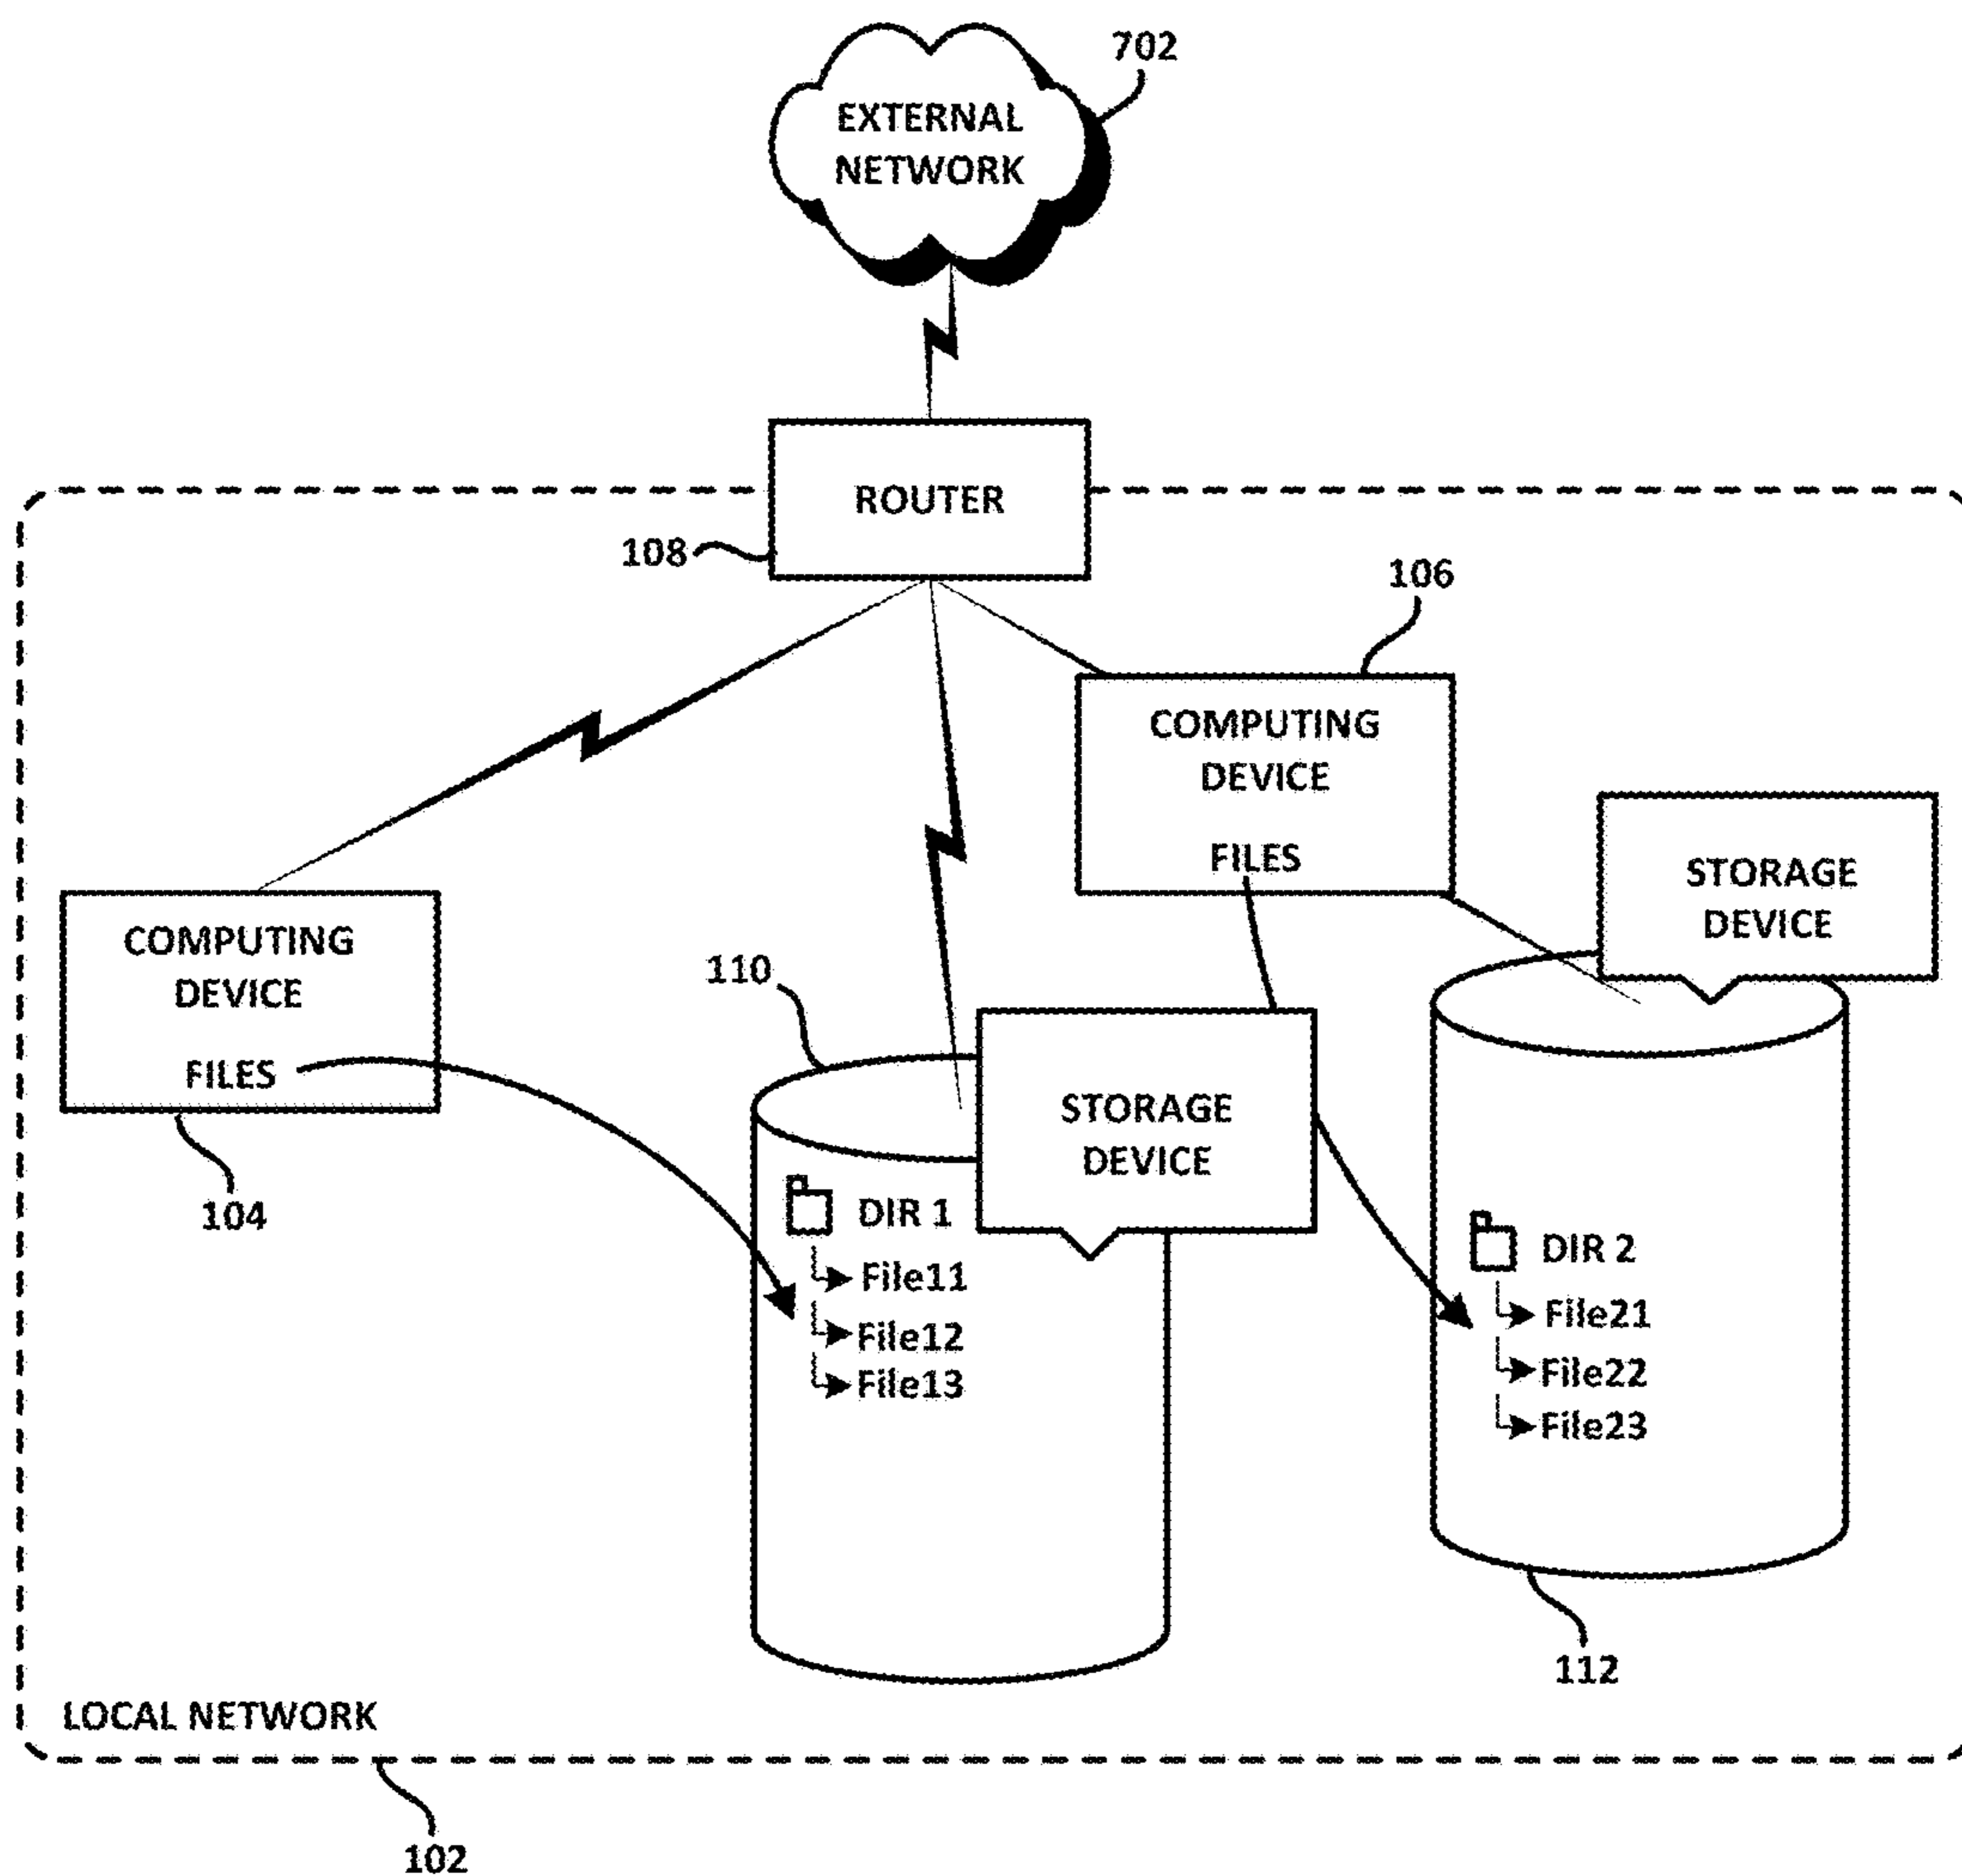 702
EXTERNAL
NETWORK
ROUTER
108
106
COMPUTING
DEVICE
FILES
STORAGE
DEVICE
COMPUTING
DEVICE
FILES
104
110
STORAGE
DEVICE
DIR 1
File11
File12
File13
DIR 2
File21
File22
File23
112
LOCAL NETWORK
102